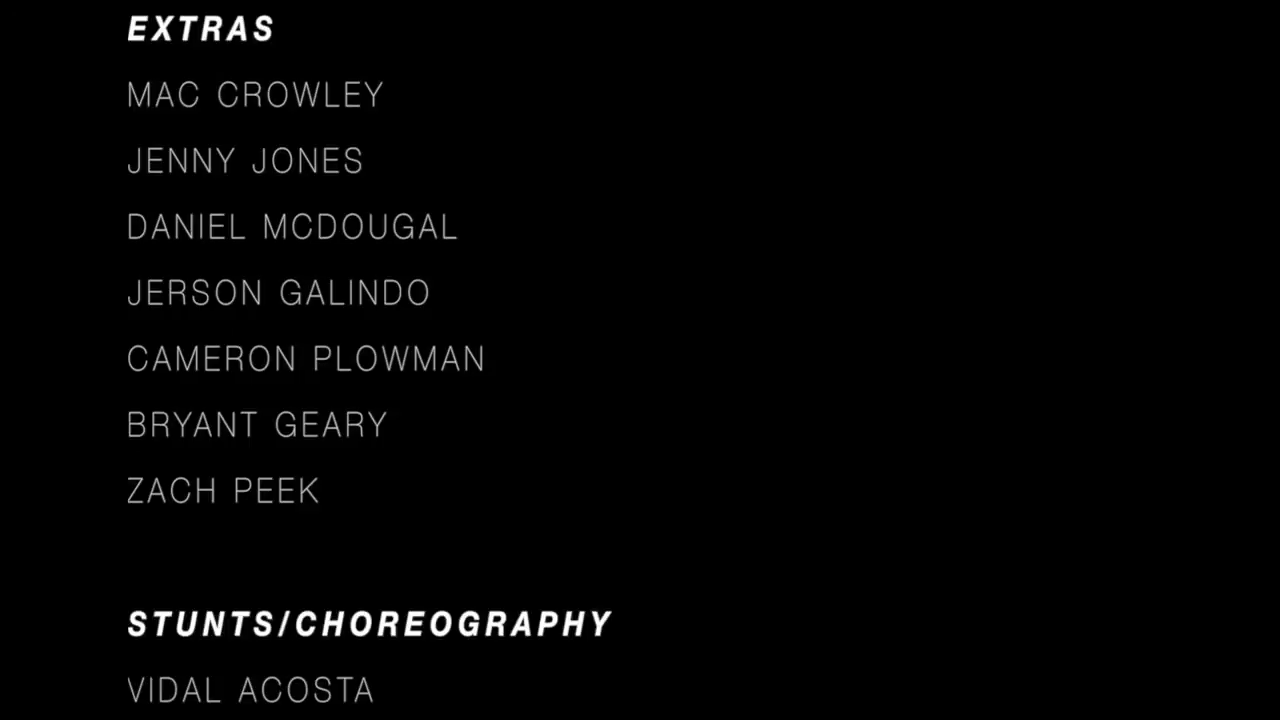 EXTRAS
MAC CROWLEY
JENNY JONES
DANIEL MCDOUGAL
JERSON GALINDO
CAMERON PLOWMAN
BRYANT GEARY
ZACH PEEK
STUNTS/CHOREOGRAPHY
VIDAL ACOSTA